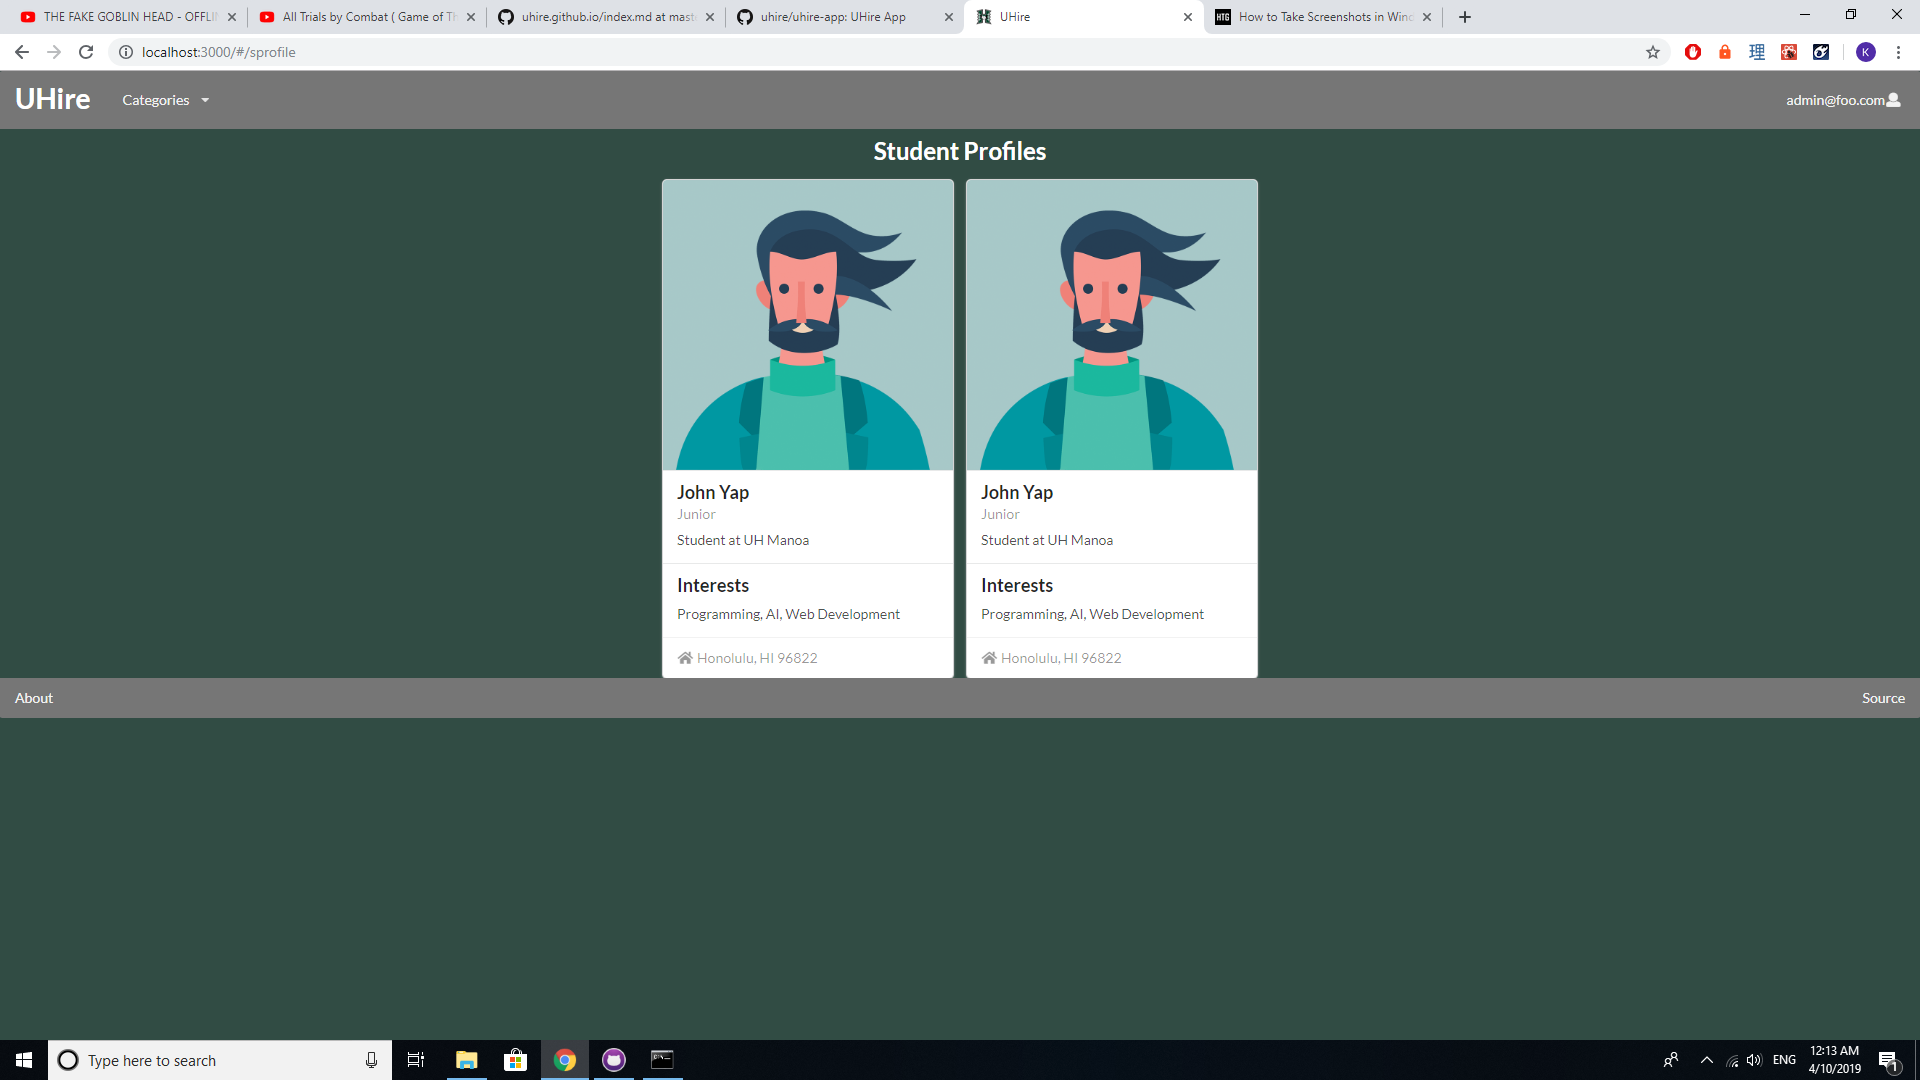 THE FAKE GOBLIN HEAD - OFFLI
All Trials by Combat ( Game of Th
uhire.github.io/index.md at mast
uhire/uhire-app: UHire App
UHire
HTG How to Take Screenshots in Wind
localhost:3000/#/sprofile
理
K
UHire
Categories
admin@foo.com
Student Profiles
John Yap
Junior
Student at UH Manoa
Interests
Programming, AI, Web Development
Honolulu, HI 96822
John Yap
Junior
Student at UH Manoa
Interests
Programming, AI, Web Development
Honolulu, HI 96822
About
Source
Type here to search
ENG
12:13 AM
4/10/2019
1